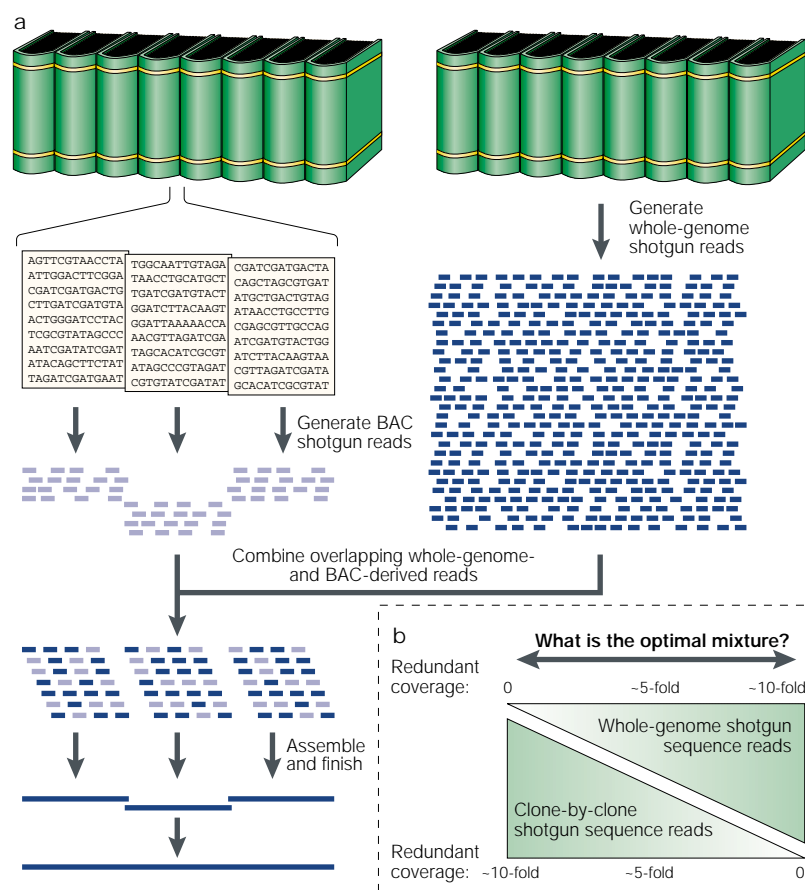 a
Generate
whole-genome
shotgun reads
AGTTCGTAACCTA
ATTGGACTTCGGA
CGATCGATGACTG
CTTGATCGATGTA
ACTGGGATCCTAC
TCGCGTATAGCCC
AATCGATATCGAT
ATACAGCTTCTAT
TAGATCGATGAAT
TGGCAATTGTAGA
TAACCTGCATGCT
TGATCGATGTACT
GGATCTTACAAGT
GGATTAAAAACCA
AACGTTAGATCGA
TAGCACATCGCGT
ATAGCCCGTAGAT
CGTGTATCGATAT
CGATCGATGACTA
CAGCTAGCGTGAT
ATGCTGACTGTAG
ATAACCTGCCTTG
CGAGCGTTGCCAG
ATCGATGTACTGG
ATCTTACAAGTAA
CGTTAGATCGATA
GCACATCGCGTAT
Generate BAC
shotgun reads
Combine overlapping whole-genome-
and BAC-derived reads
Assemble
and finish
b
What is the optimal mixture?
Redundant
coverage:
0 ~5-fold ~10-fold
Whole-genome shotgun
sequence reads
Clone-by-clone
shotgun sequence reads
Redundant
coverage:
~10-fold ~5-fold 0